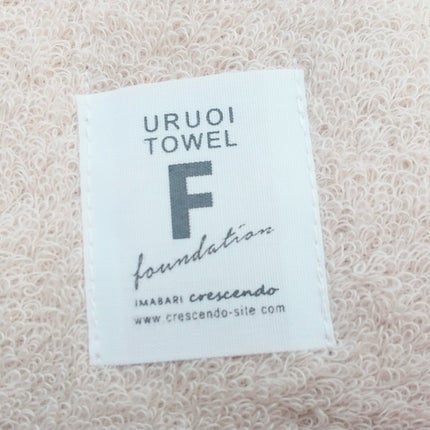 URUOI
TOWEL
F
foundation
IMABARI crescendo
www.crescendo-site.com